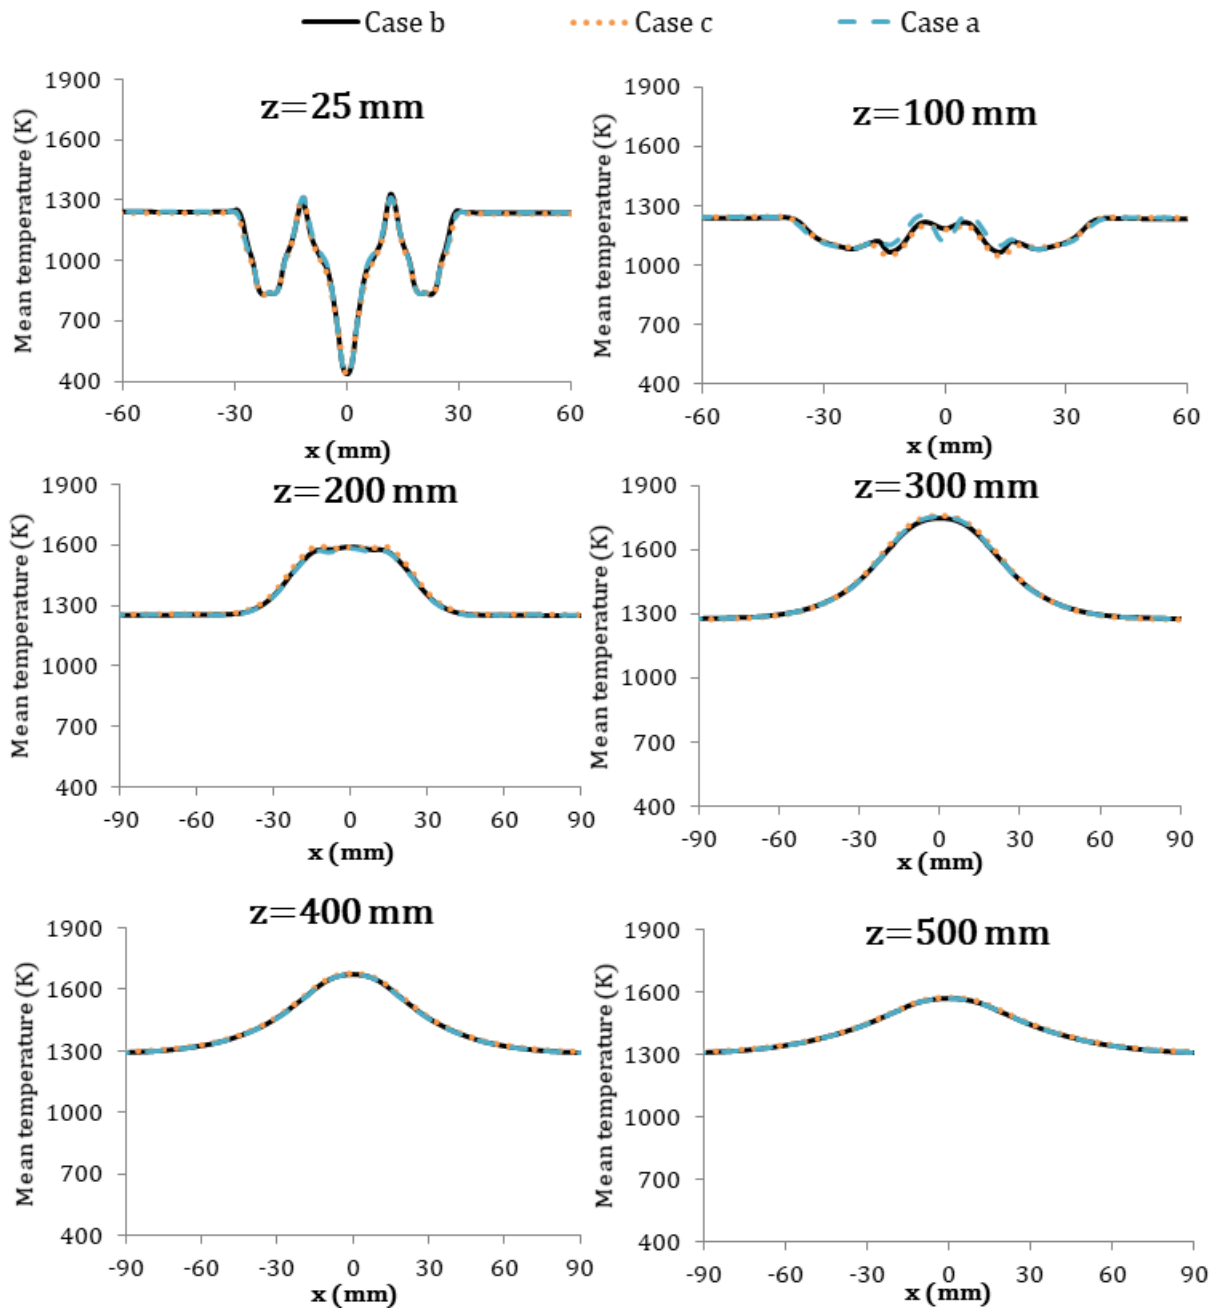 Case b Case c Case a
z=25 mm
Mean temperature (K)
1900
1600
1300
1000
700
400
-60 -30 0 30 60
x (mm)
z=100 mm
Mean temperature (K)
1900
1600
1300
1000
700
400
-60 -30 0 30 60
x (mm)
z=200 mm
Mean temperature (K)
1900
1600
1300
1000
700
400
-90 -60 -30 0 30 60 90
x (mm)
z=300 mm
Mean temperature (K)
1900
1600
1300
1000
700
400
-90 -60 -30 0 30 60 90
x (mm)
z=400 mm
Mean temperature (K)
1900
1600
1300
1000
700
400
-90 -60 -30 0 30 60 90
x (mm)
z=500 mm
Mean temperature (K)
1900
1600
1300
1000
700
400
-90 -60 -30 0 30 60 90
x (mm)